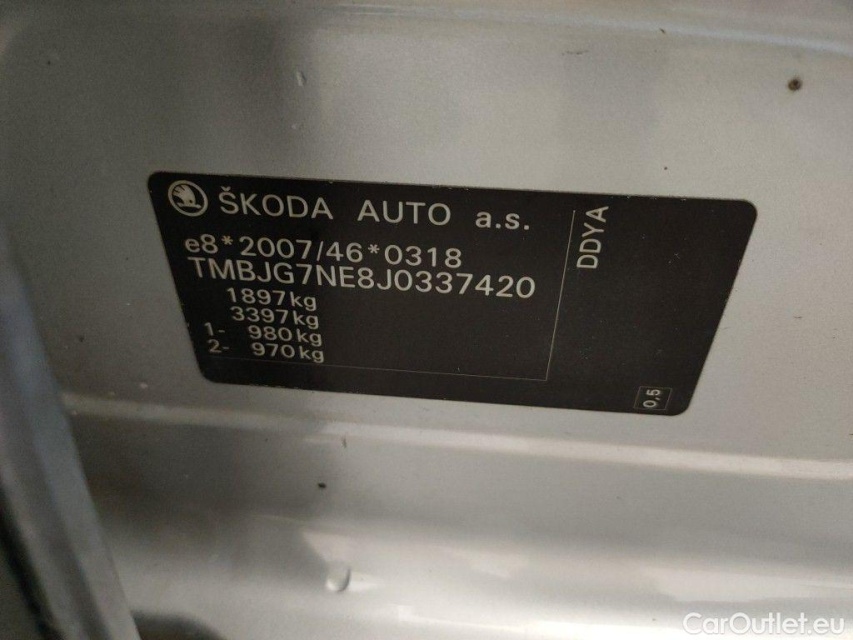 ŠKODA AUTO a.s.
e8*2007/46*0318
TMBJG7NE8J0337420
1897kg
3397kg
1- 980kg
2- 970kg
DDYA
0,5
CarOutlet.eu